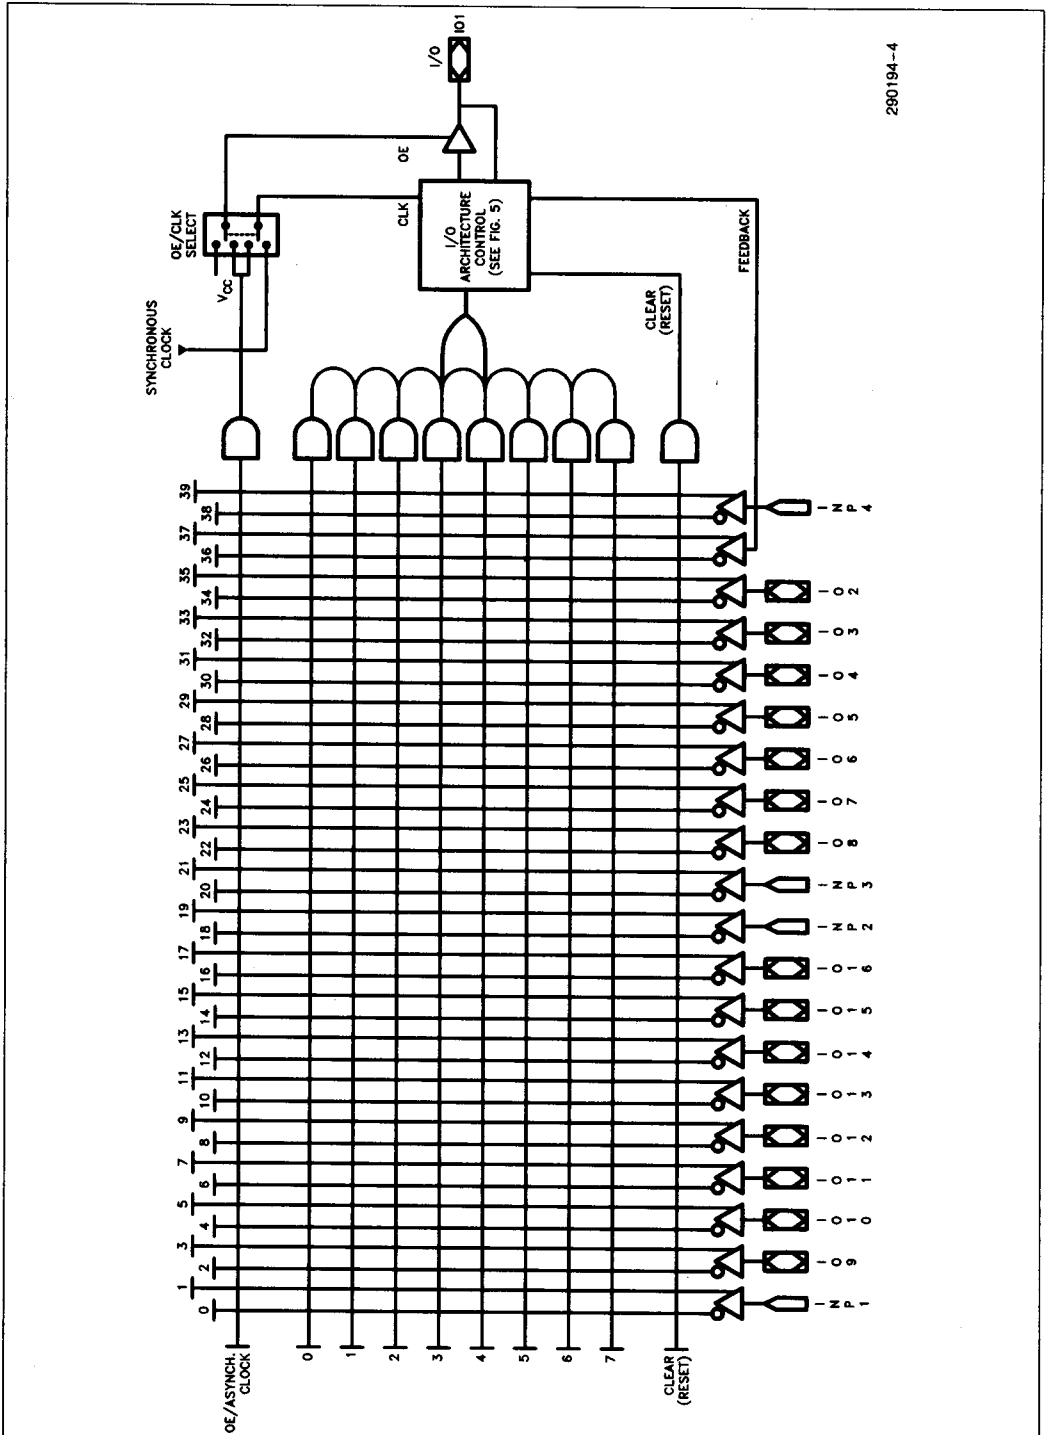 OE/ASYNCH.
CLOCK
0
1
2
3
4
5
6
7
CLEAR
(RESET)
0
1
2
3
4
5
6
7
8
9
10
11
12
13
14
15
16
17
18
19
20
21
22
23
24
25
26
27
28
29
30
31
32
33
34
35
36
37
38
39
INP1
IO9
IO10
IO11
IO12
IO13
IO14
IO15
IO16
INP2
INP3
IO8
IO7
IO6
IO5
IO4
IO3
IO2
INP4
SYNCHRONOUS
CLOCK
VCC
OE/CLK
SELECT
CLK
OE
I/O
ARCHITECTURE
CONTROL
(SEE FIG. 5)
CLEAR
(RESET)
FEEDBACK
I/O
IO1
290194-4